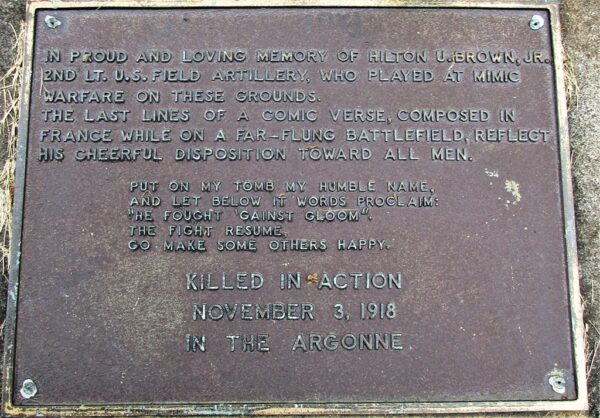 IN PROUD AND LOVING MEMORY OF HILTON U. BROWN, JR.
2ND LT. U.S. FIELD ARTILLERY, WHO PLAYED AT MIMIC
WARFARE ON THESE GROUNDS.
THE LAST LINES OF A COMIC VERSE, COMPOSED IN
FRANCE WHILE ON A FAR-FLUNG BATTLEFIELD, REFLECT
HIS CHEERFUL DISPOSITION TOWARD ALL MEN.
PUT ON MY TOMB MY HUMBLE NAME,
AND LET BELOW IT WORDS PROCLAIM:
"HE FOUGHT 'GAINST GLOOM".
THE FIGHT RESUME,
GO MAKE SOME OTHERS HAPPY.
KILLED IN ACTION
NOVEMBER 3, 1918
IN THE ARGONNE